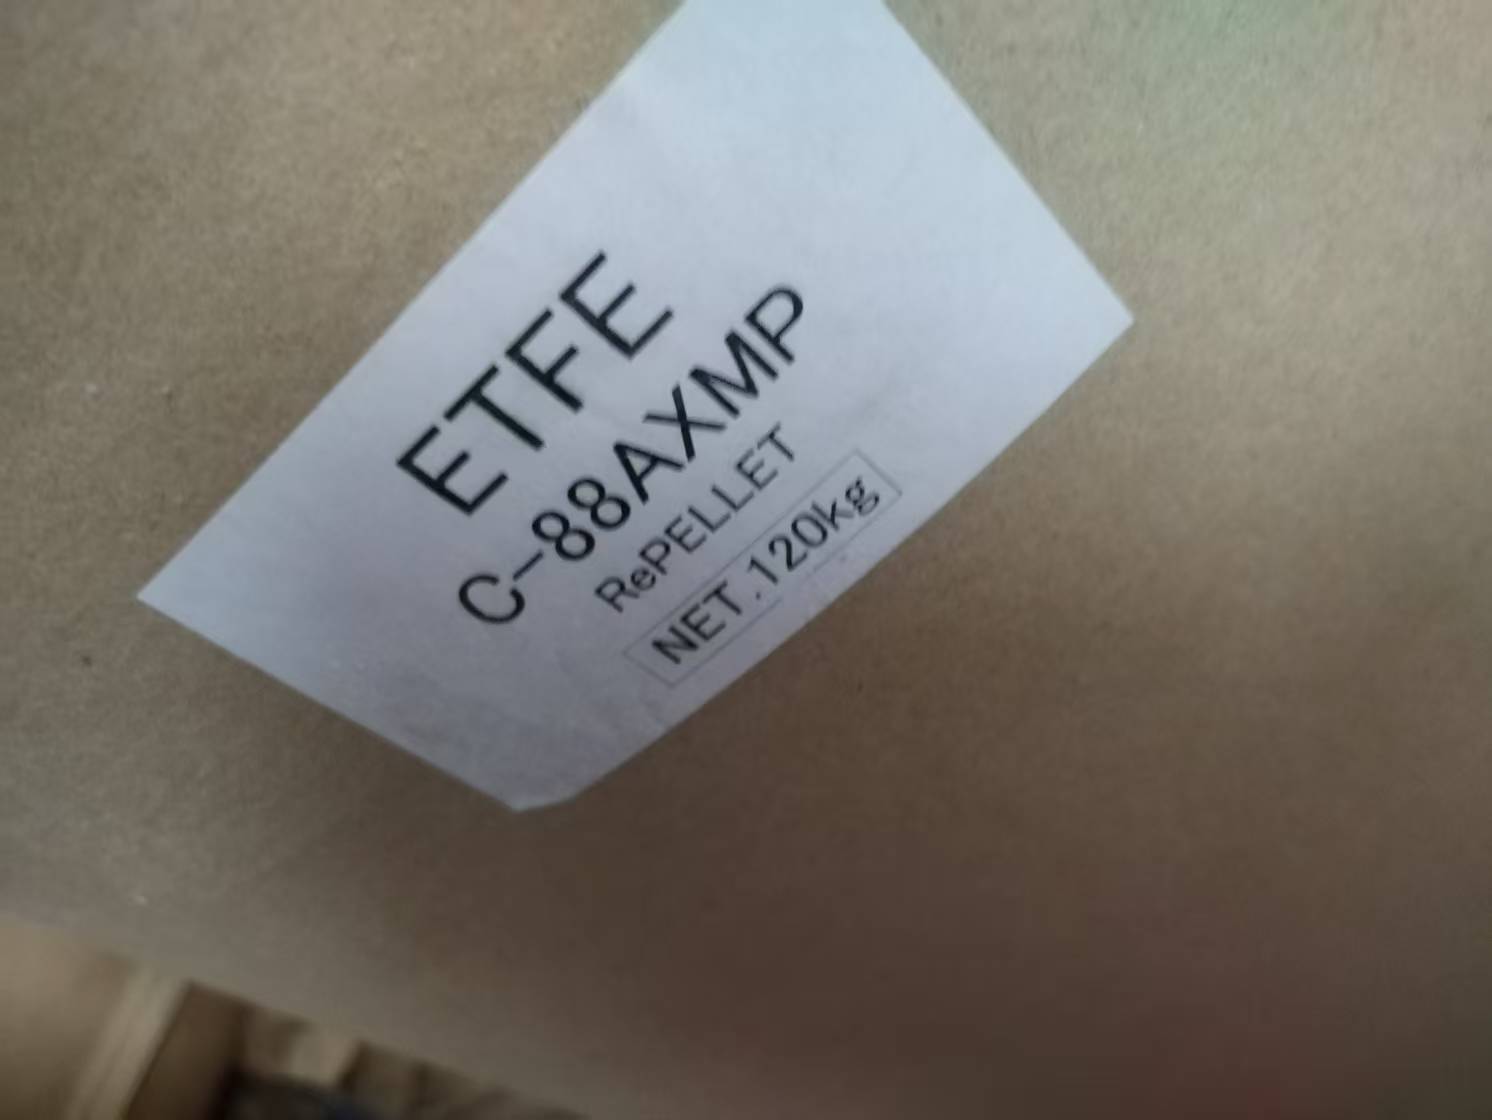 ETFE
C-88AXMP
RePELLET
NET.120kg